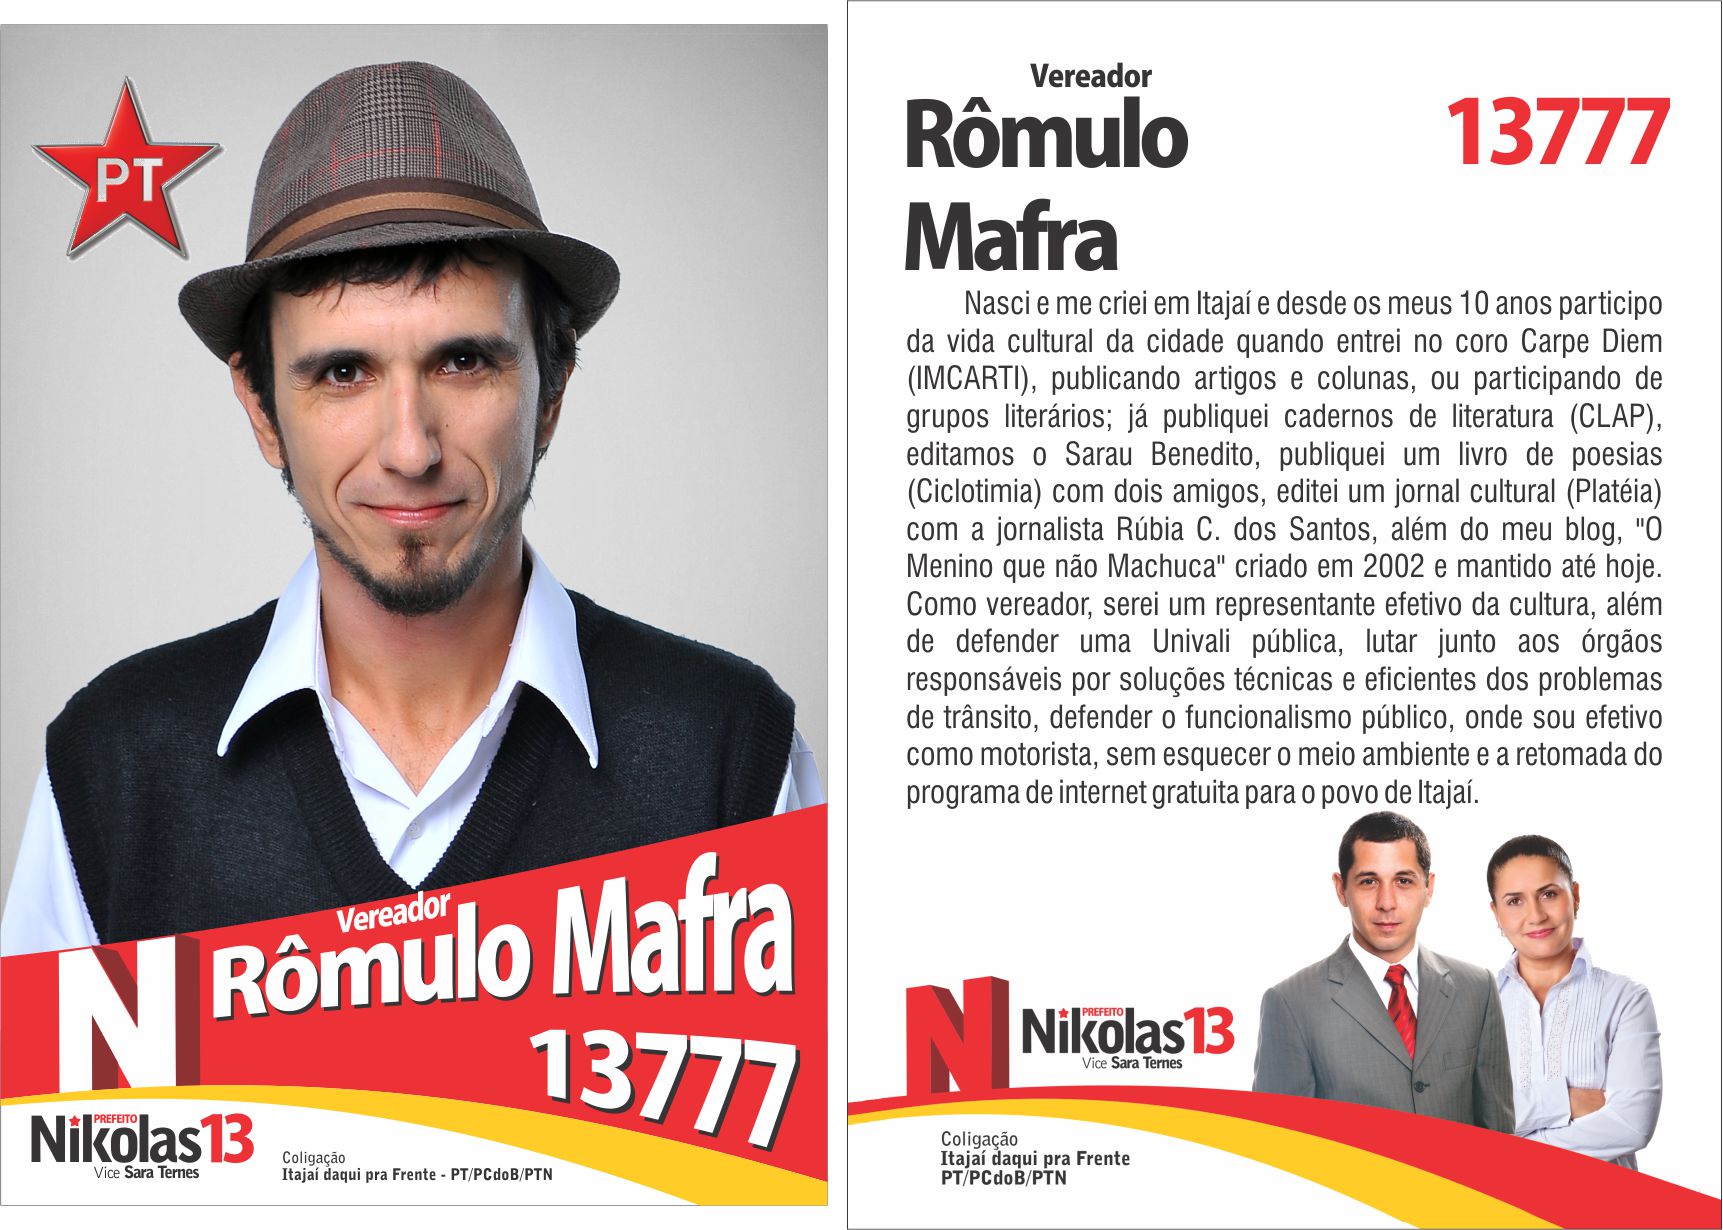 PT
Vereador
Rômulo Mafra
13777
N
PREFEITO
Nikolas13
Vice Sara Ternes
Coligação
Itajaí daqui pra Frente - PT/PCdoB/PTN
Vereador
Rômulo
Mafra
13777
Nasci e me criei em Itajaí e desde os meus 10 anos participo
da vida cultural da cidade quando entrei no coro Carpe Diem
(IMCARTI), publicando artigos e colunas, ou participando de
grupos literários; já publiquei cadernos de literatura (CLAP),
editamos o Sarau Benedito, publiquei um livro de poesias
(Ciclotimia) com dois amigos, editei um jornal cultural (Platéia)
com a jornalista Rúbia C. dos Santos, além do meu blog, "O
Menino que não Machuca" criado em 2002 e mantido até hoje.
Como vereador, serei um representante efetivo da cultura, além
de defender uma Univali pública, lutar junto aos órgãos
responsáveis por soluções técnicas e eficientes dos problemas
de trânsito, defender o funcionalismo público, onde sou efetivo
como motorista, sem esquecer o meio ambiente e a retomada do
programa de internet gratuita para o povo de Itajaí.
N
PREFEITO
Nikolas13
Vice Sara Ternes
Coligação
Itajaí daqui pra Frente
PT/PCdoB/PTN